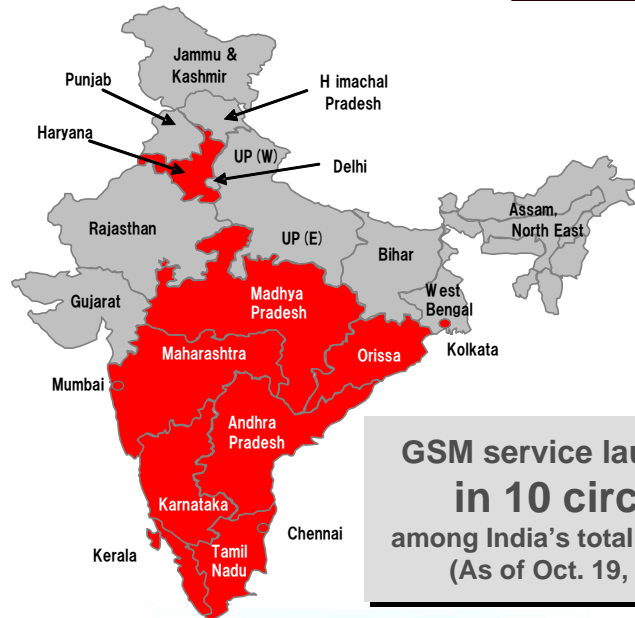 Jammu &
Kashmir
Punjab
H imachal
Pradesh
Haryana
UP (W)
Delhi
Rajasthan
UP (E)
Bihar
Assam,
North East
Gujarat
Madhya
Pradesh
West
Bengal
Maharashtra
Orissa
Kolkata
Mumbai
Andhra
Pradesh
Karnataka
Chennai
Kerala
Tamil
Nadu
GSM service lau
in 10 circ
among India's total
(As of Oct. 19,